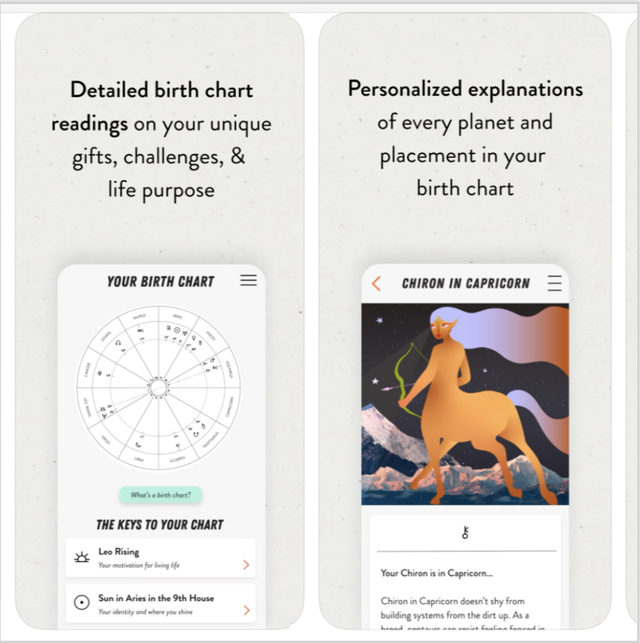 Detailed birth chart
readings on your unique
gifts, challenges, &
life purpose
YOUR BIRTH CHART
What's a birth chart?
THE KEYS TO YOUR CHART
Leo Rising
Your motivation for living life
Sun in Aries in the 9th House
Your identity and where you shine
Personalized explanations
of every planet and
placement in your
birth chart
CHIRON IN CAPRICORN
Your Chiron is in Capricorn...
Chiron in Capricorn doesn't shy from
building systems from the dirt up. As a
breed, centaurs can resist feeling fenced in